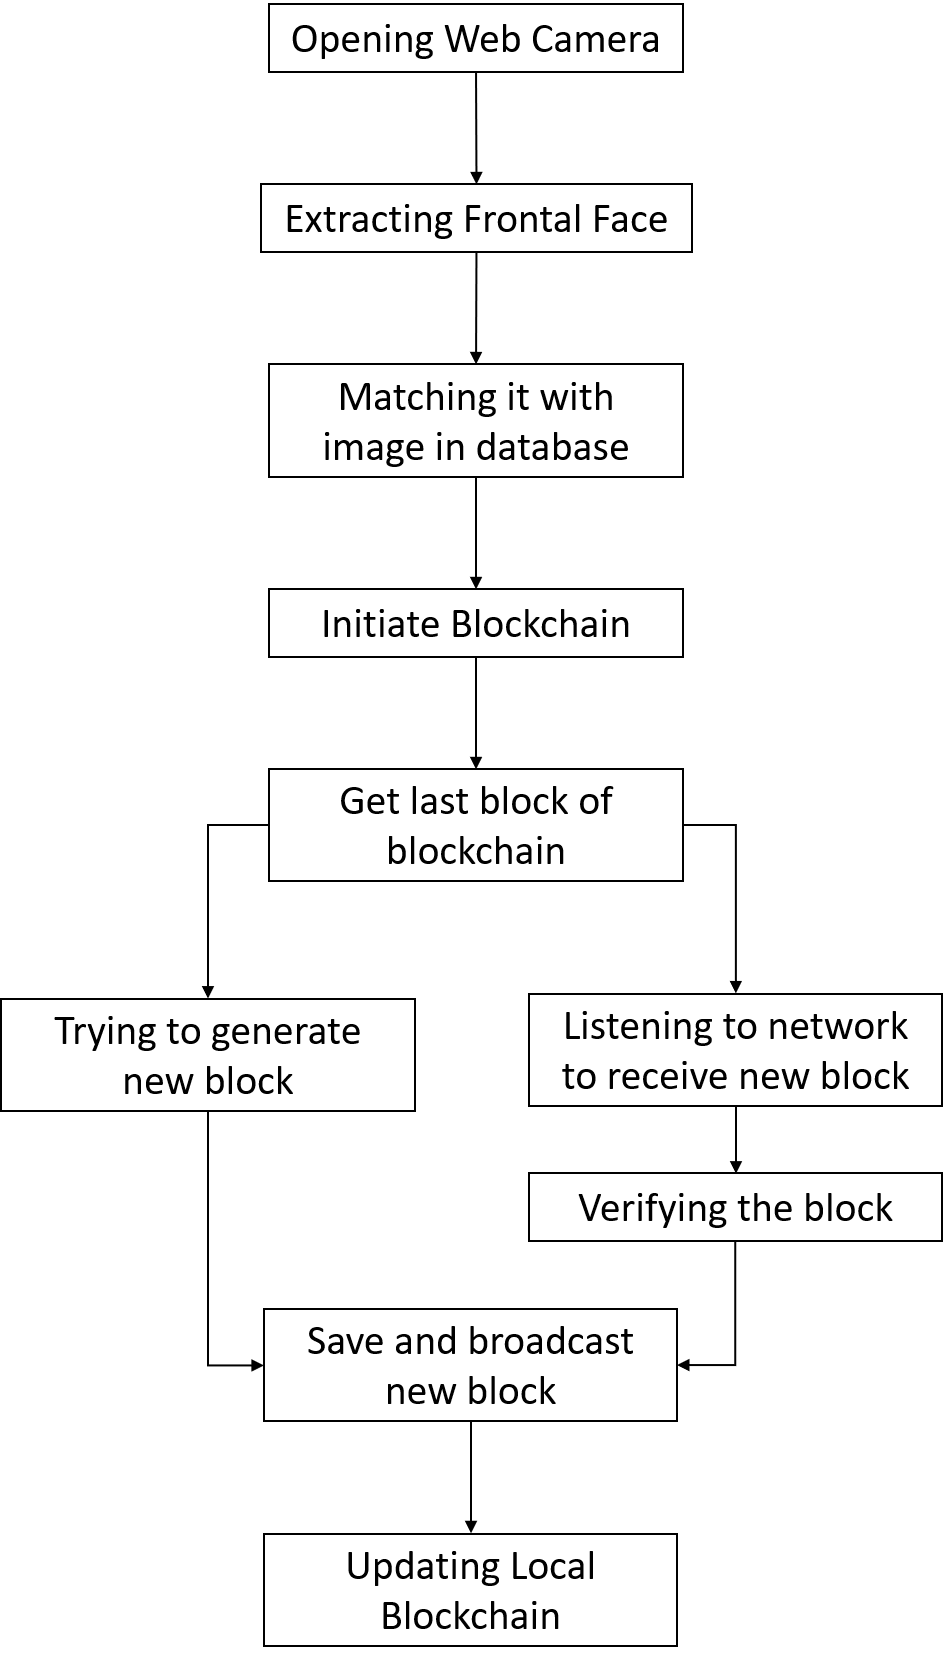 Opening Web Camera
Extracting Frontal Face
Matching it with
image in database
Initiate Blockchain
Get last block of
blockchain
Trying to generate
new block
Listening to network
to receive new block
Verifying the block
Save and broadcast
new block
Updating Local
Blockchain